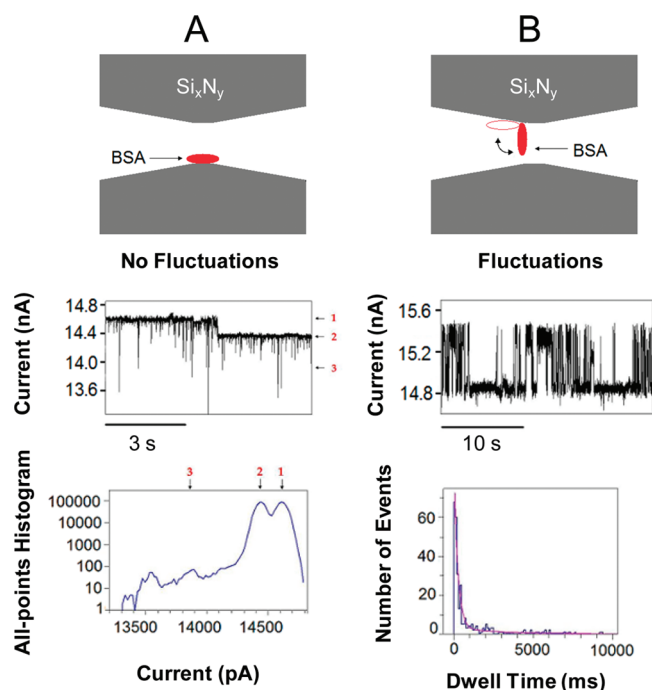 A
B
SixNy
SixNy
BSA
BSA
No Fluctuations
Fluctuations
Current (nA)
14.8
14.4
14.0
13.6
1
2
3
3 s
Current (nA)
15.6
15.2
14.8
10 s
All-points Histogram
100000
10000
1000
100
10
1
3
2
1
13500
14000
14500
Current (pA)
Number of Events
60
40
20
0
0
5000
10000
Dwell Time (ms)